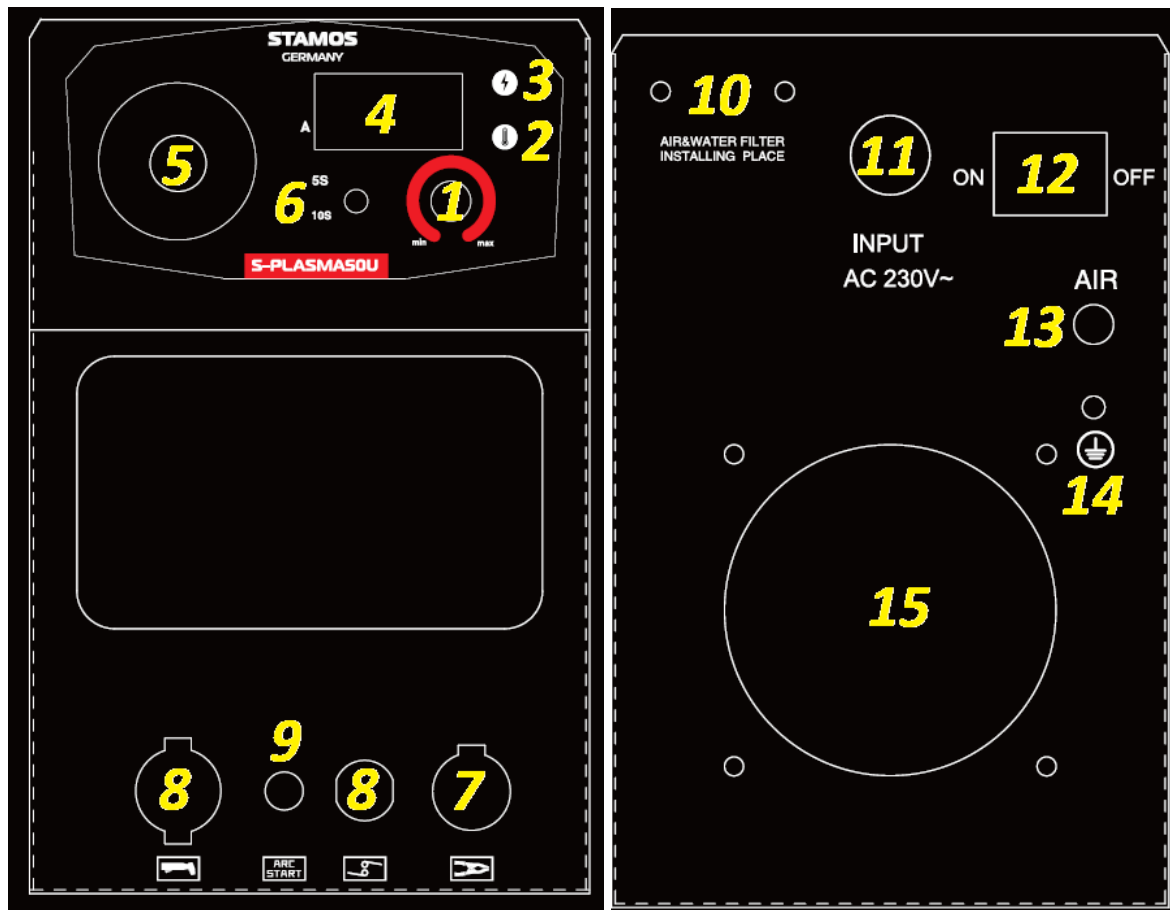 STAMOS
GERMANY
3
A
4
2
5
6
5S
10S
1
min
max
S-PLASMA50U
9
8
8
7
ARC
START
10
AIR&WATER FILTER
INSTALLING PLACE
11
ON
12
OFF
INPUT
AC 230V~
AIR
13
14
15